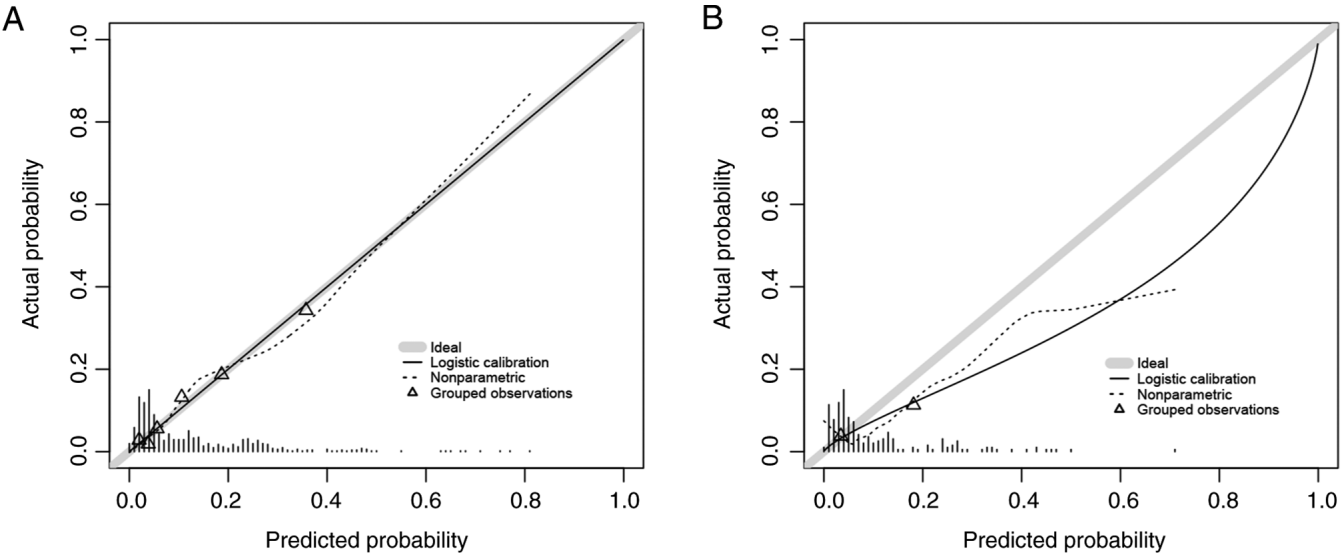 A
1.0
0.8
0.6
0.4
0.2
0.0
Actual probability
Ideal
Logistic calibration
Nonparametric
Grouped observations
0.0 0.2 0.4 0.6 0.8 1.0
Predicted probability
B
1.0
0.8
0.6
0.4
0.2
0.0
Actual probability
Ideal
Logistic calibration
Nonparametric
Grouped observations
0.0 0.2 0.4 0.6 0.8 1.0
Predicted probability